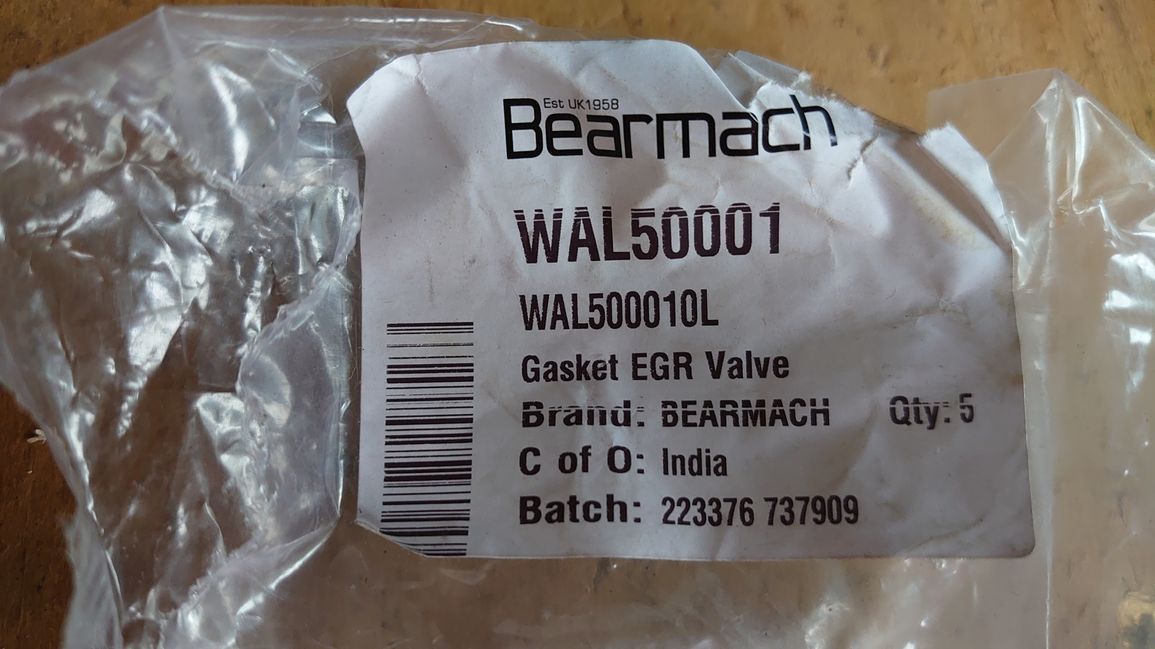 Est UK1958
Bearmach
WAL50001
WAL500010L
Gasket EGR Valve
Brand: BEARMACH Qty: 5
C of O: India
Batch: 223376 737909